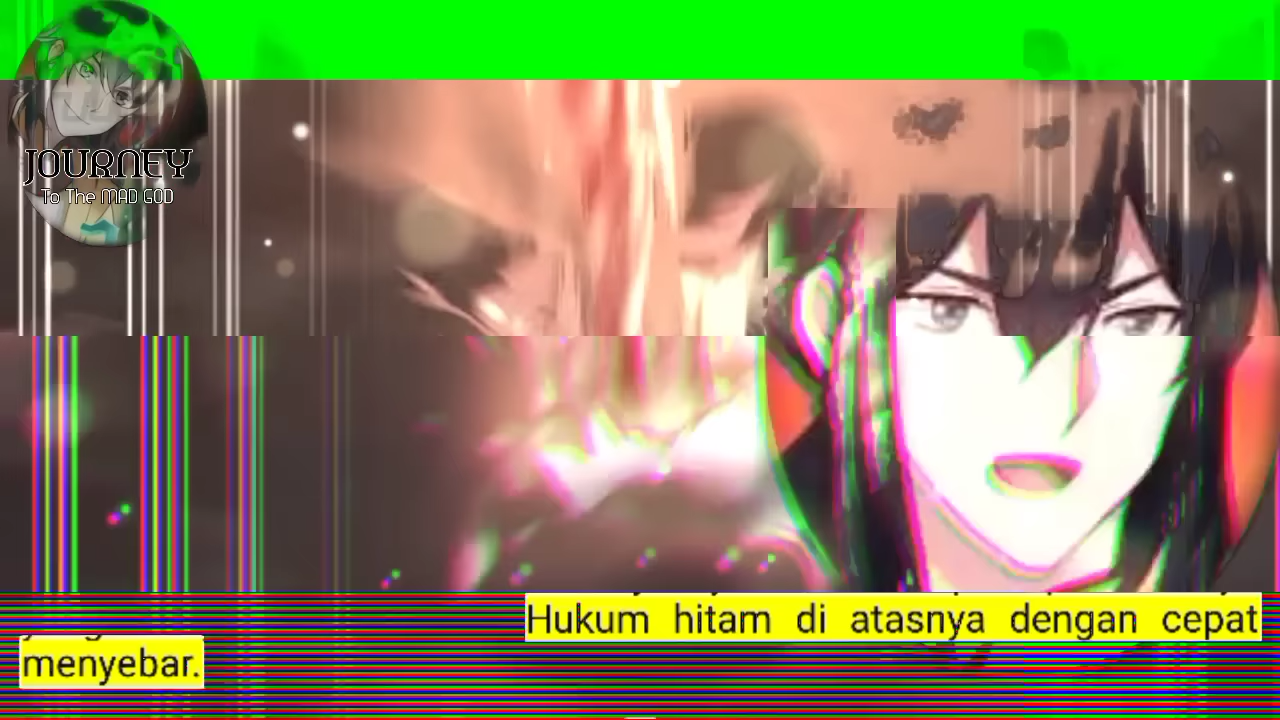 JOURNEY
To The MAD GOD
Hukum hitam di atasnya dengan cepat
menyebar.